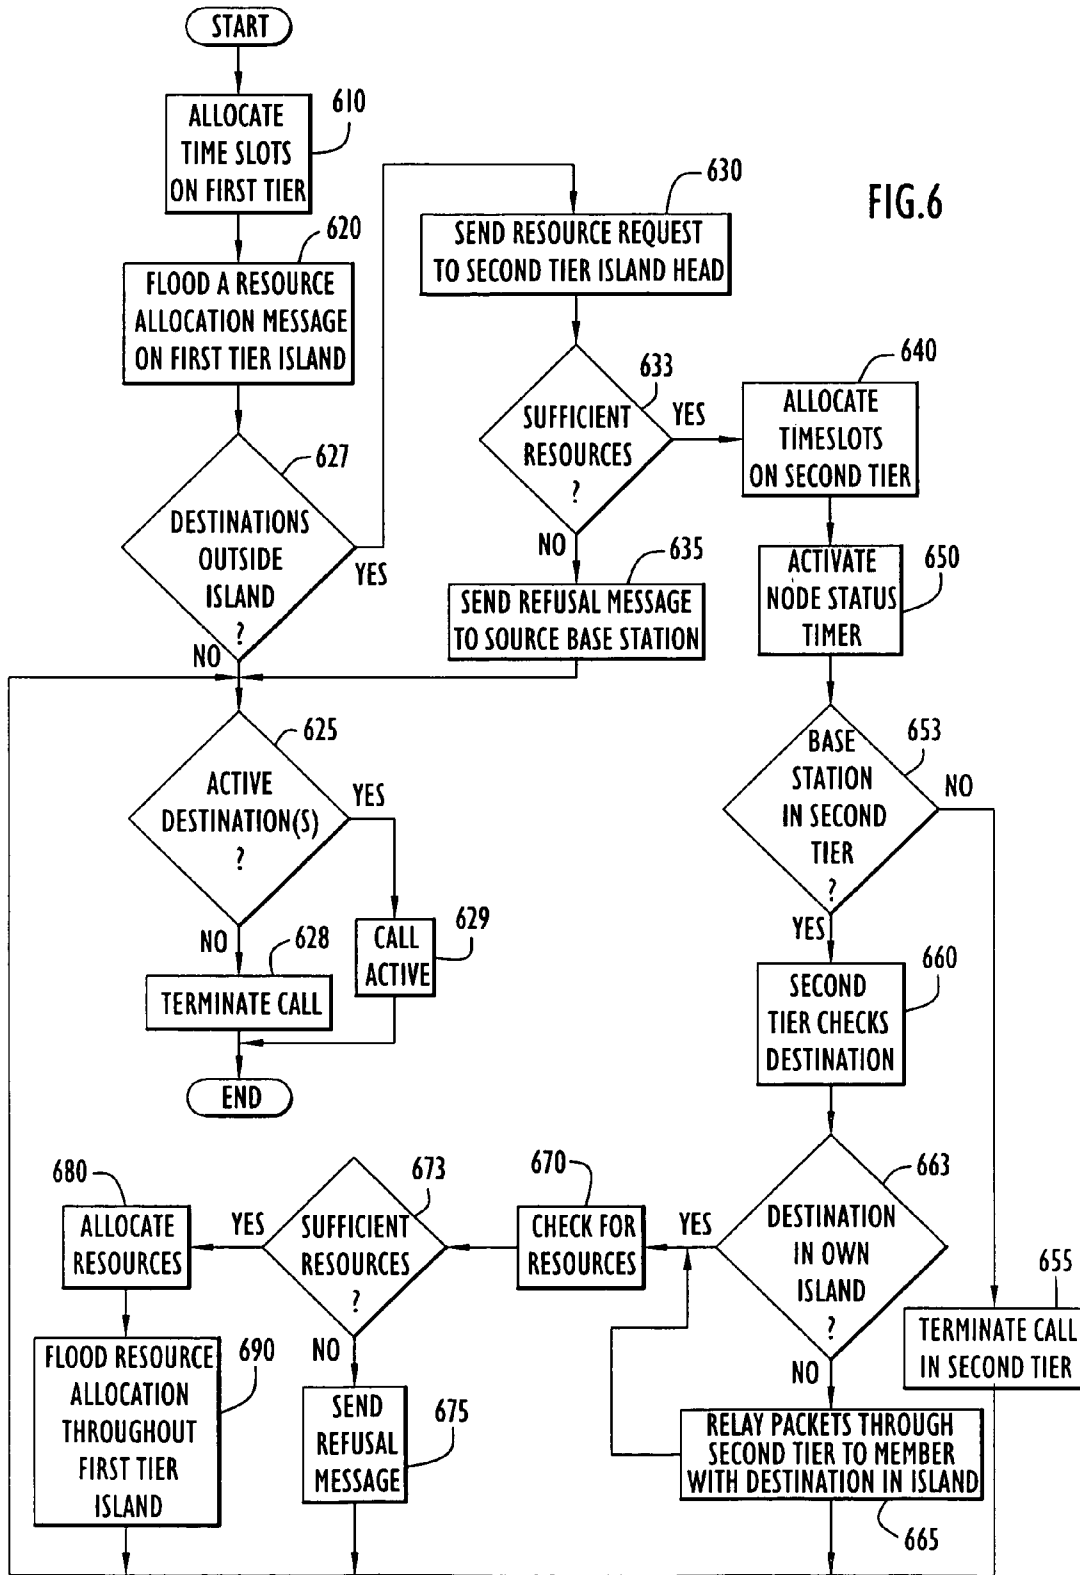 START
610
ALLOCATE
TIME SLOTS
ON FIRST TIER
620
FLOOD A RESOURCE
ALLOCATION MESSAGE
ON FIRST TIER ISLAND
627
DESTINATIONS
OUTSIDE
ISLAND
?
YES
NO
630
SEND RESOURCE REQUEST
TO SECOND TIER ISLAND HEAD
FIG.6
633
SUFFICIENT
RESOURCES
?
YES
NO
635
SEND REFUSAL MESSAGE
TO SOURCE BASE STATION
640
ALLOCATE
TIMESLOTS
ON SECOND TIER
650
ACTIVATE
NODE STATUS
TIMER
625
ACTIVE
DESTINATION(S)
?
YES
NO
628
TERMINATE CALL
629
CALL
ACTIVE
END
653
BASE
STATION
IN SECOND
TIER
?
NO
YES
660
SECOND
TIER CHECKS
DESTINATION
663
DESTINATION
IN OWN
ISLAND
?
YES
NO
655
TERMINATE CALL
IN SECOND TIER
670
CHECK FOR
RESOURCES
673
SUFFICIENT
RESOURCES
?
YES
NO
680
ALLOCATE
RESOURCES
690
FLOOD RESOURCE
ALLOCATION
THROUGHOUT
FIRST TIER
ISLAND
675
SEND
REFUSAL
MESSAGE
RELAY PACKETS THROUGH
SECOND TIER TO MEMBER
WITH DESTINATION IN ISLAND
665